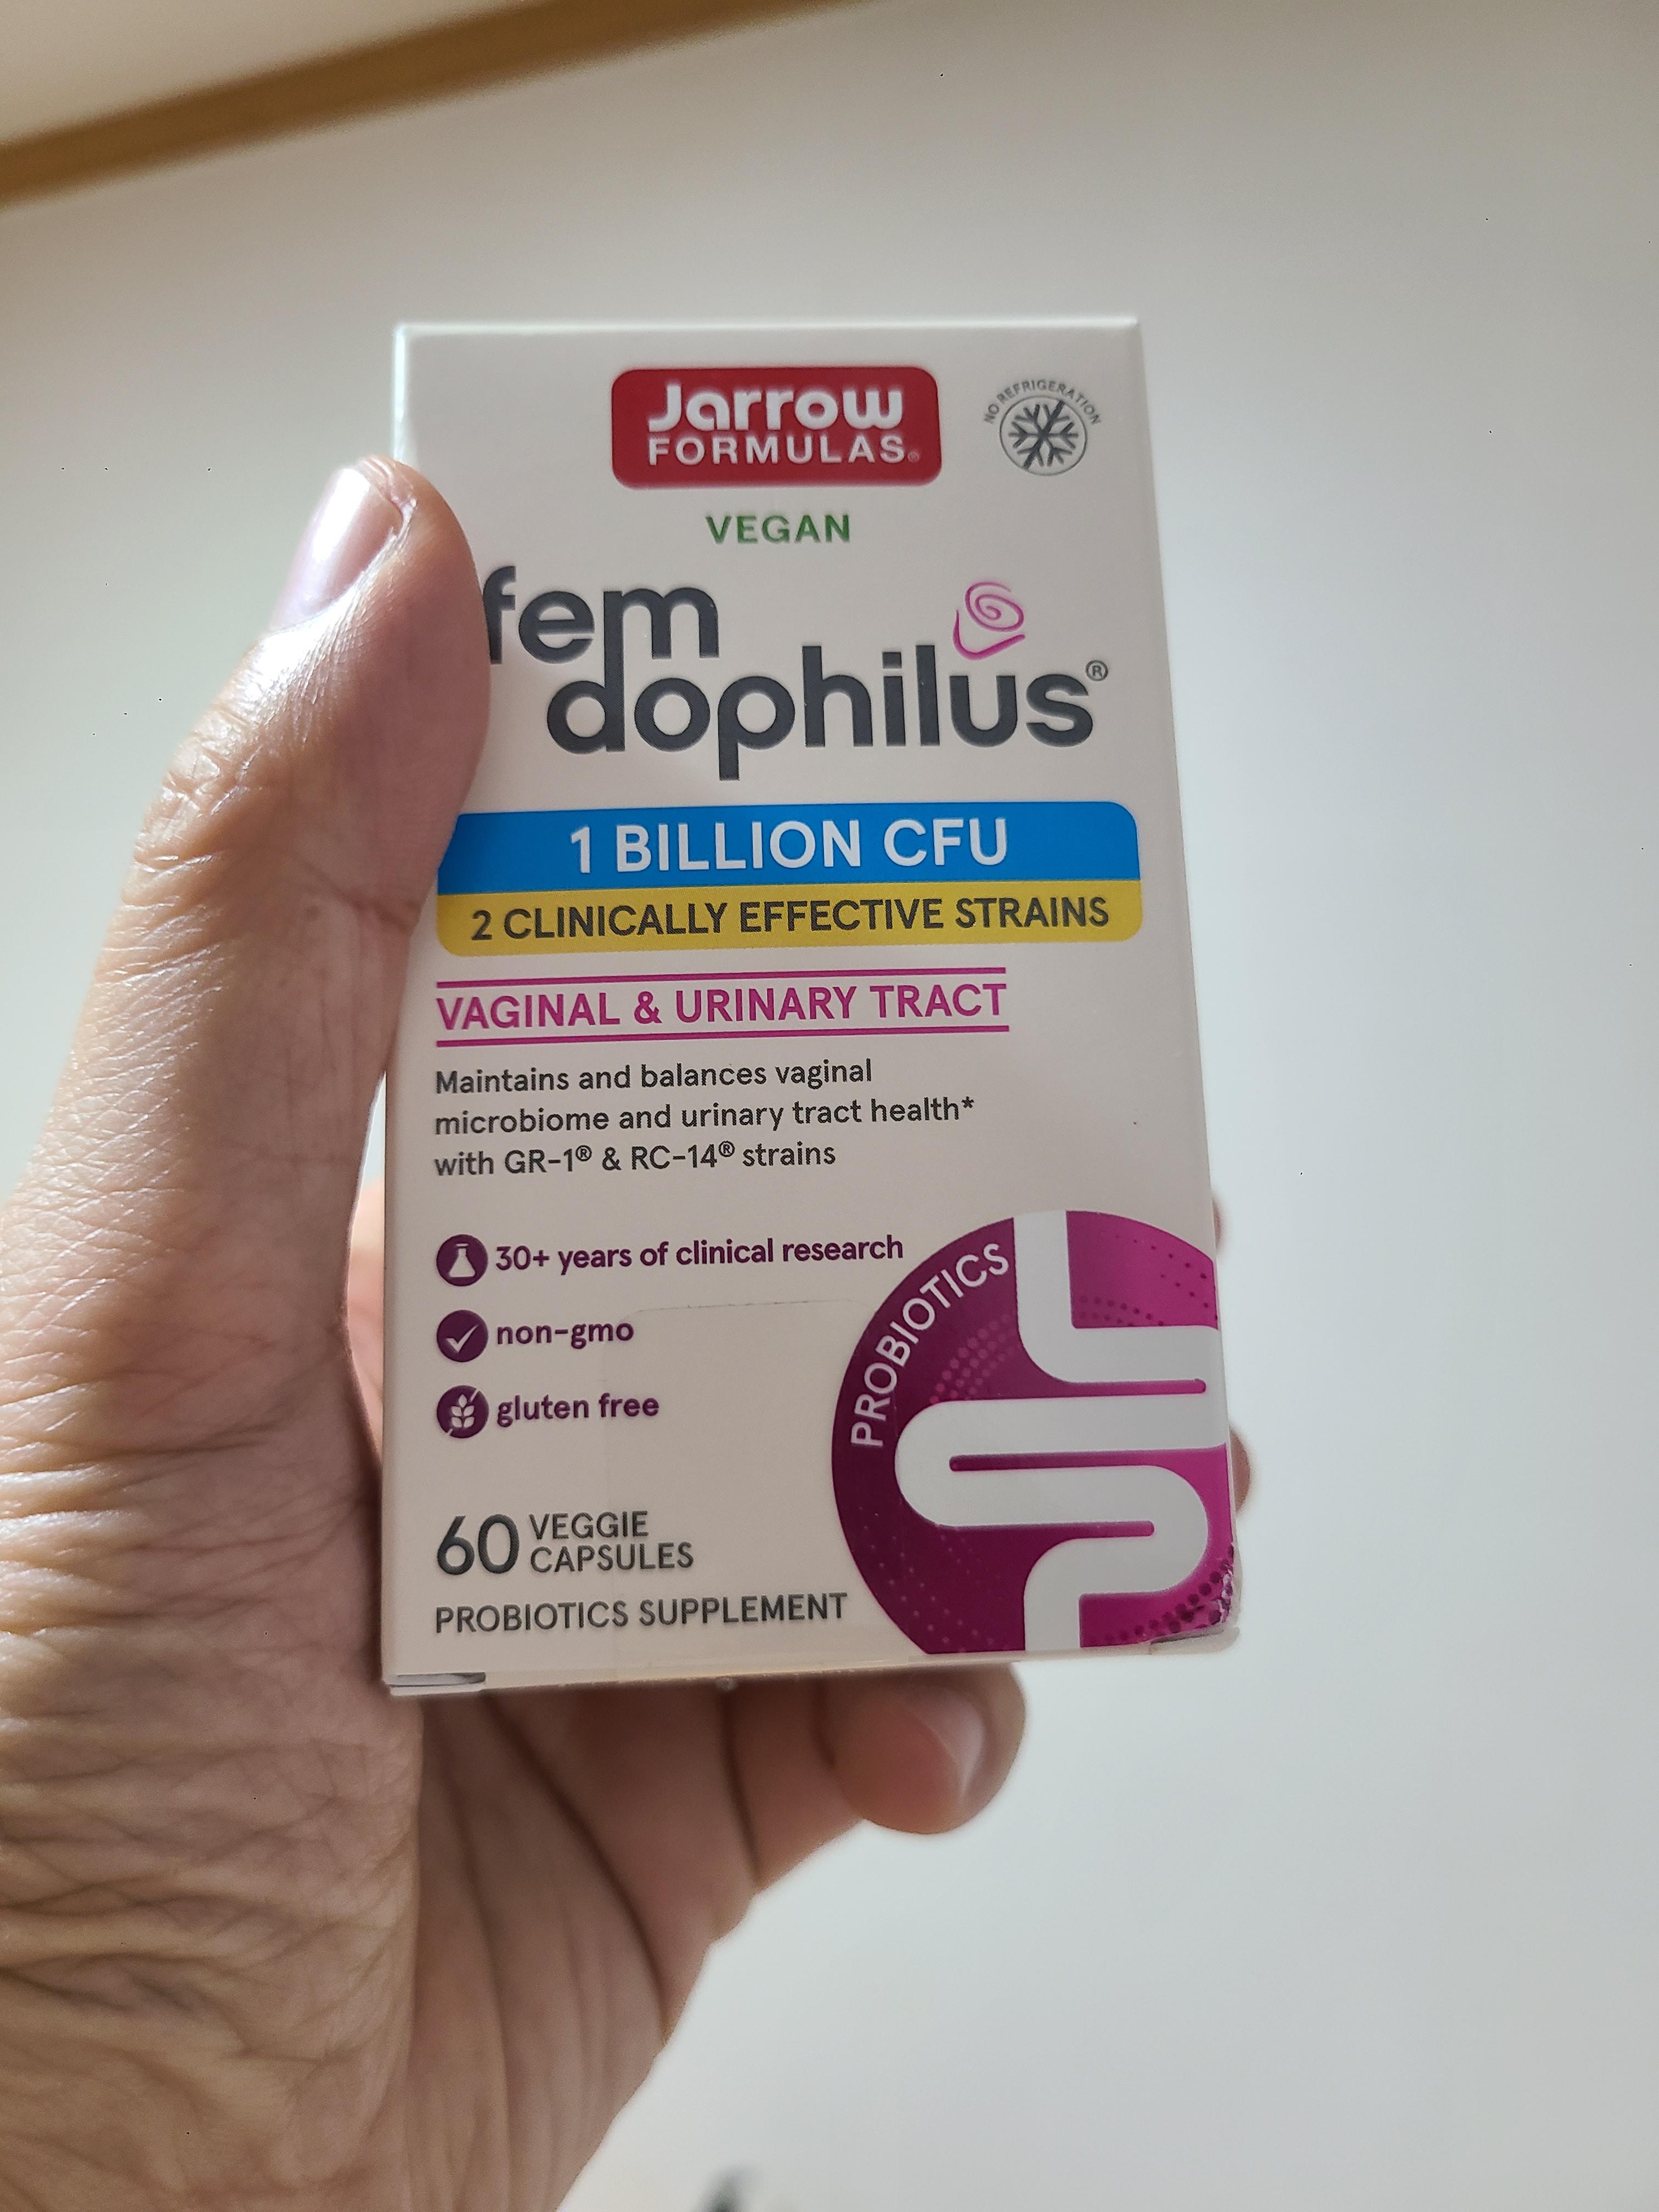 Jarrow
FORMULAS®
NO REFRIGERATION
VEGAN
fem
dophilus®
1 BILLION CFU
2 CLINICALLY EFFECTIVE STRAINS
VAGINAL & URINARY TRACT
Maintains and balances vaginal
microbiome and urinary tract health*
with GR-1® & RC-14® strains
30+ years of clinical research
non-gmo
gluten free
PROBIOTICS
60 VEGGIE
CAPSULES
PROBIOTICS SUPPLEMENT